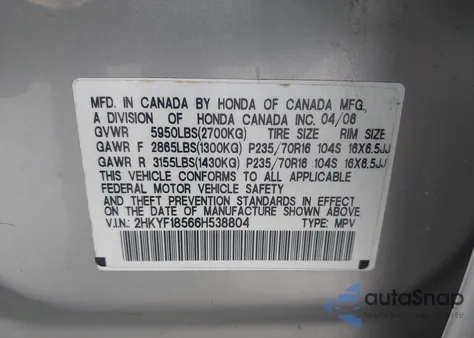 MFD. IN CANADA BY HONDA OF CANADA MFG.,
A DIVISION OF HONDA CANADA INC. 04/06
GVWR 5950LBS(2700KG) TIRE SIZE RIM SIZE
GAWR F 2865LBS(1300KG) P235/70R16 104S 16X6.5JJ
GAWR R 3155LBS(1430KG) P235/70R16 104S 16X6.5JJ
THIS VEHICLE CONFORMS TO ALL APPLICABLE
FEDERAL MOTOR VEHICLE SAFETY
AND THEFT PREVENTION STANDARDS IN EFFECT
ON THE DATE OF MANUFACTURE SHOWN ABOVE.
V.I.N.: 2HKYF18566H538804 TYPE: MPV
autoSnap